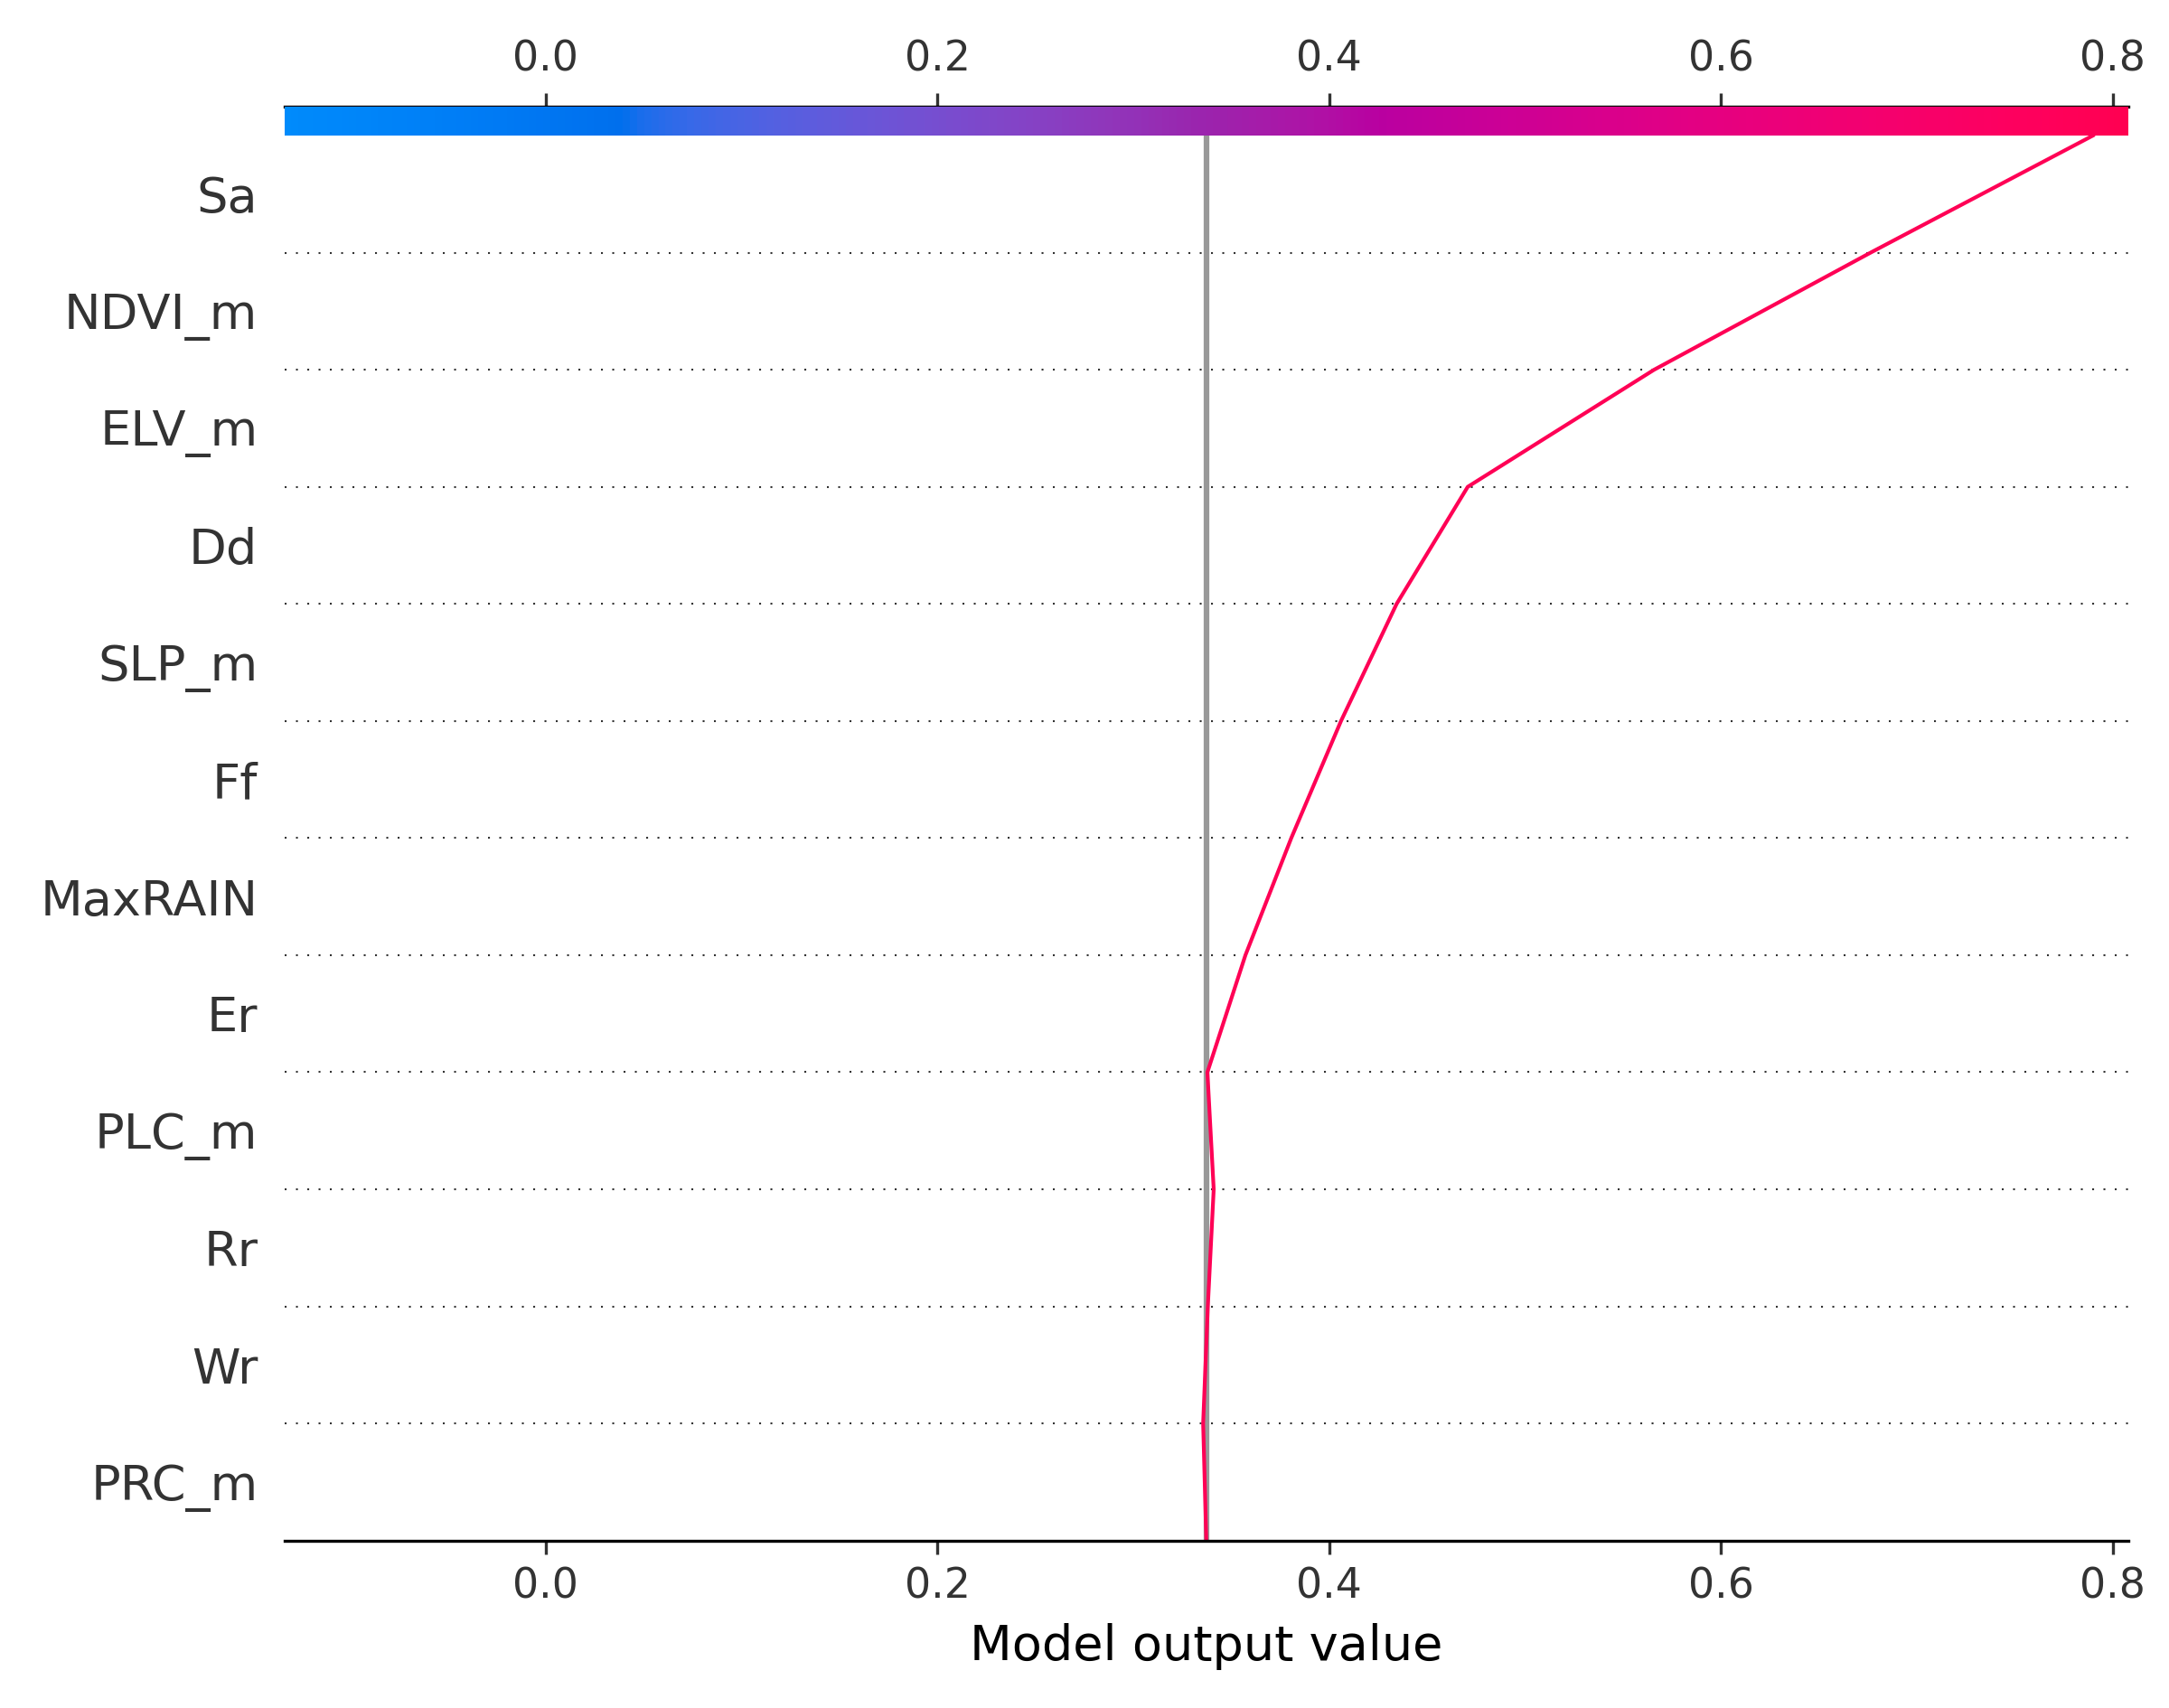 0.0 0.2 0.4 0.6 0.8
Sa
NDVI_m
ELV_m
Dd
SLP_m
Ff
MaxRAIN
Er
PLC_m
Rr
Wr
PRC_m
0.0 0.2 0.4 0.6 0.8
Model output value